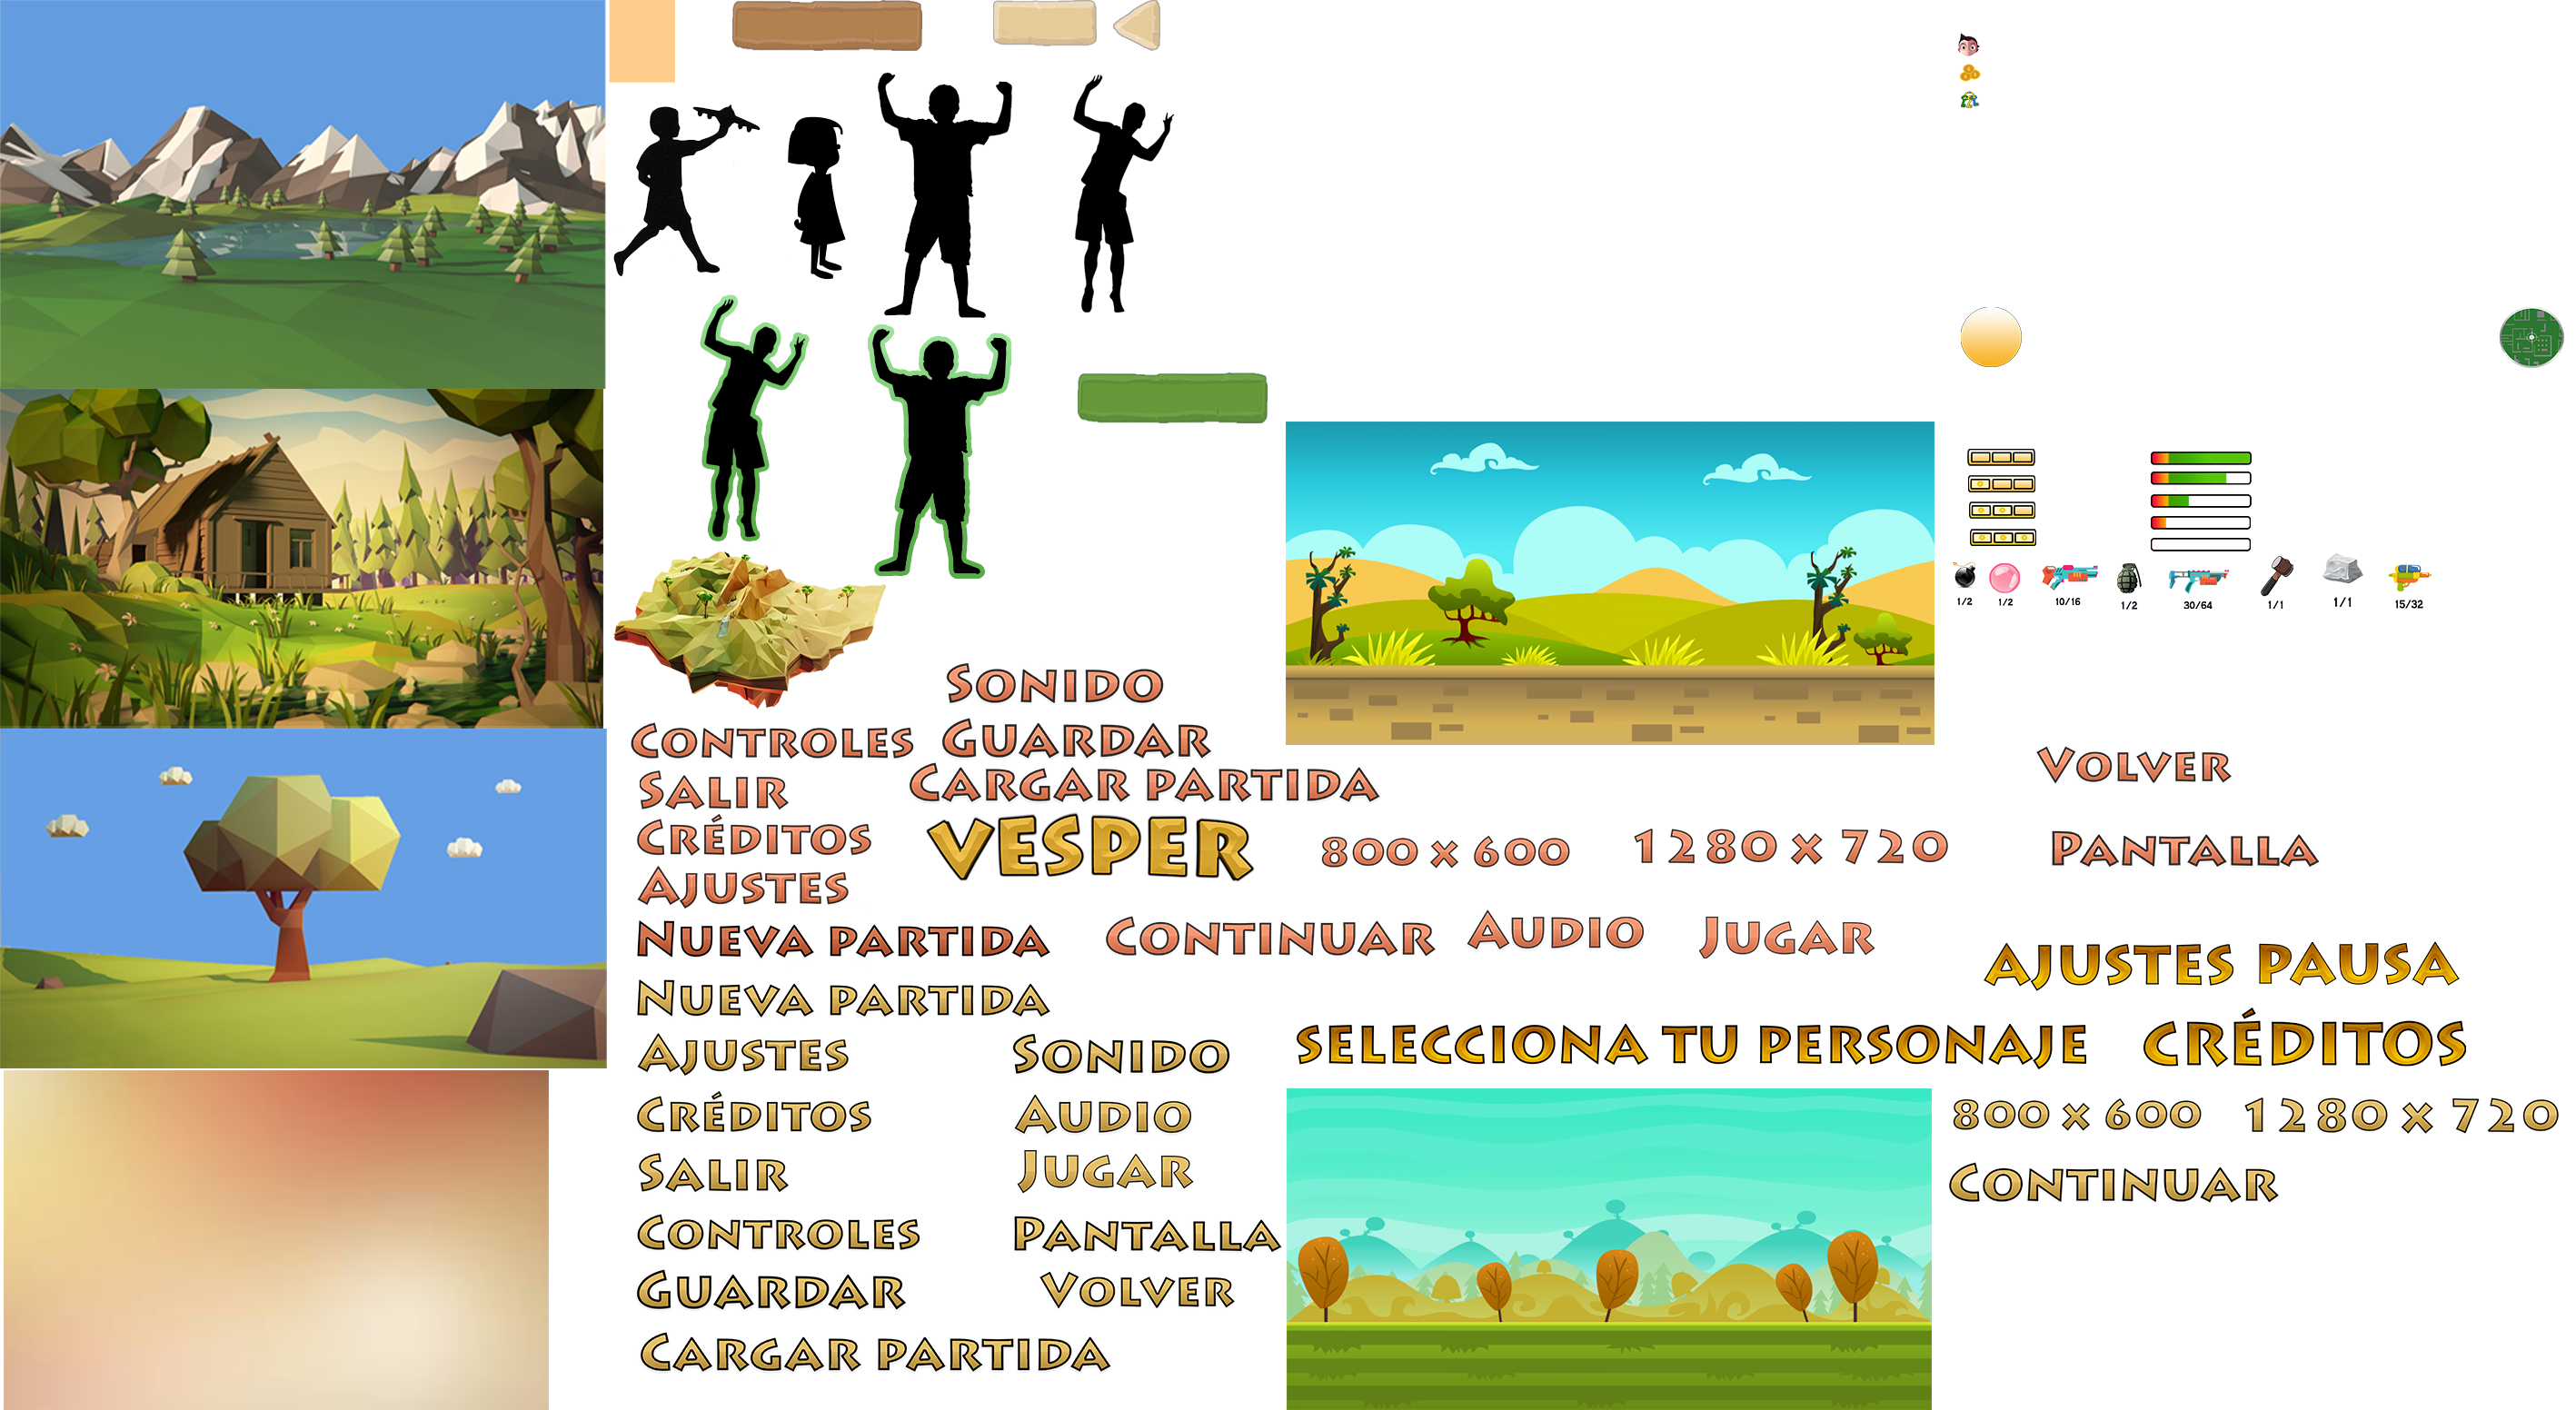 1/2
1/2
10/16
1/2
30/64
1/1
1/1
15/32
SONIDO
CONTROLES
GUARDAR
SALIR
CARGAR PARTIDA
VOLVER
CRÉDITOS
VESPER
800 x 600
1280 x 720
PANTALLA
AJUSTES
NUEVA PARTIDA
CONTINUAR
AUDIO
JUGAR
AJUSTES PAUSA
NUEVA PARTIDA
SELECCIONA TU PERSONAJE
CRÉDITOS
AJUSTES
SONIDO
CRÉDITOS
AUDIO
800 x 600
1280 x 720
SALIR
JUGAR
CONTINUAR
CONTROLES
PANTALLA
GUARDAR
VOLVER
CARGAR PARTIDA